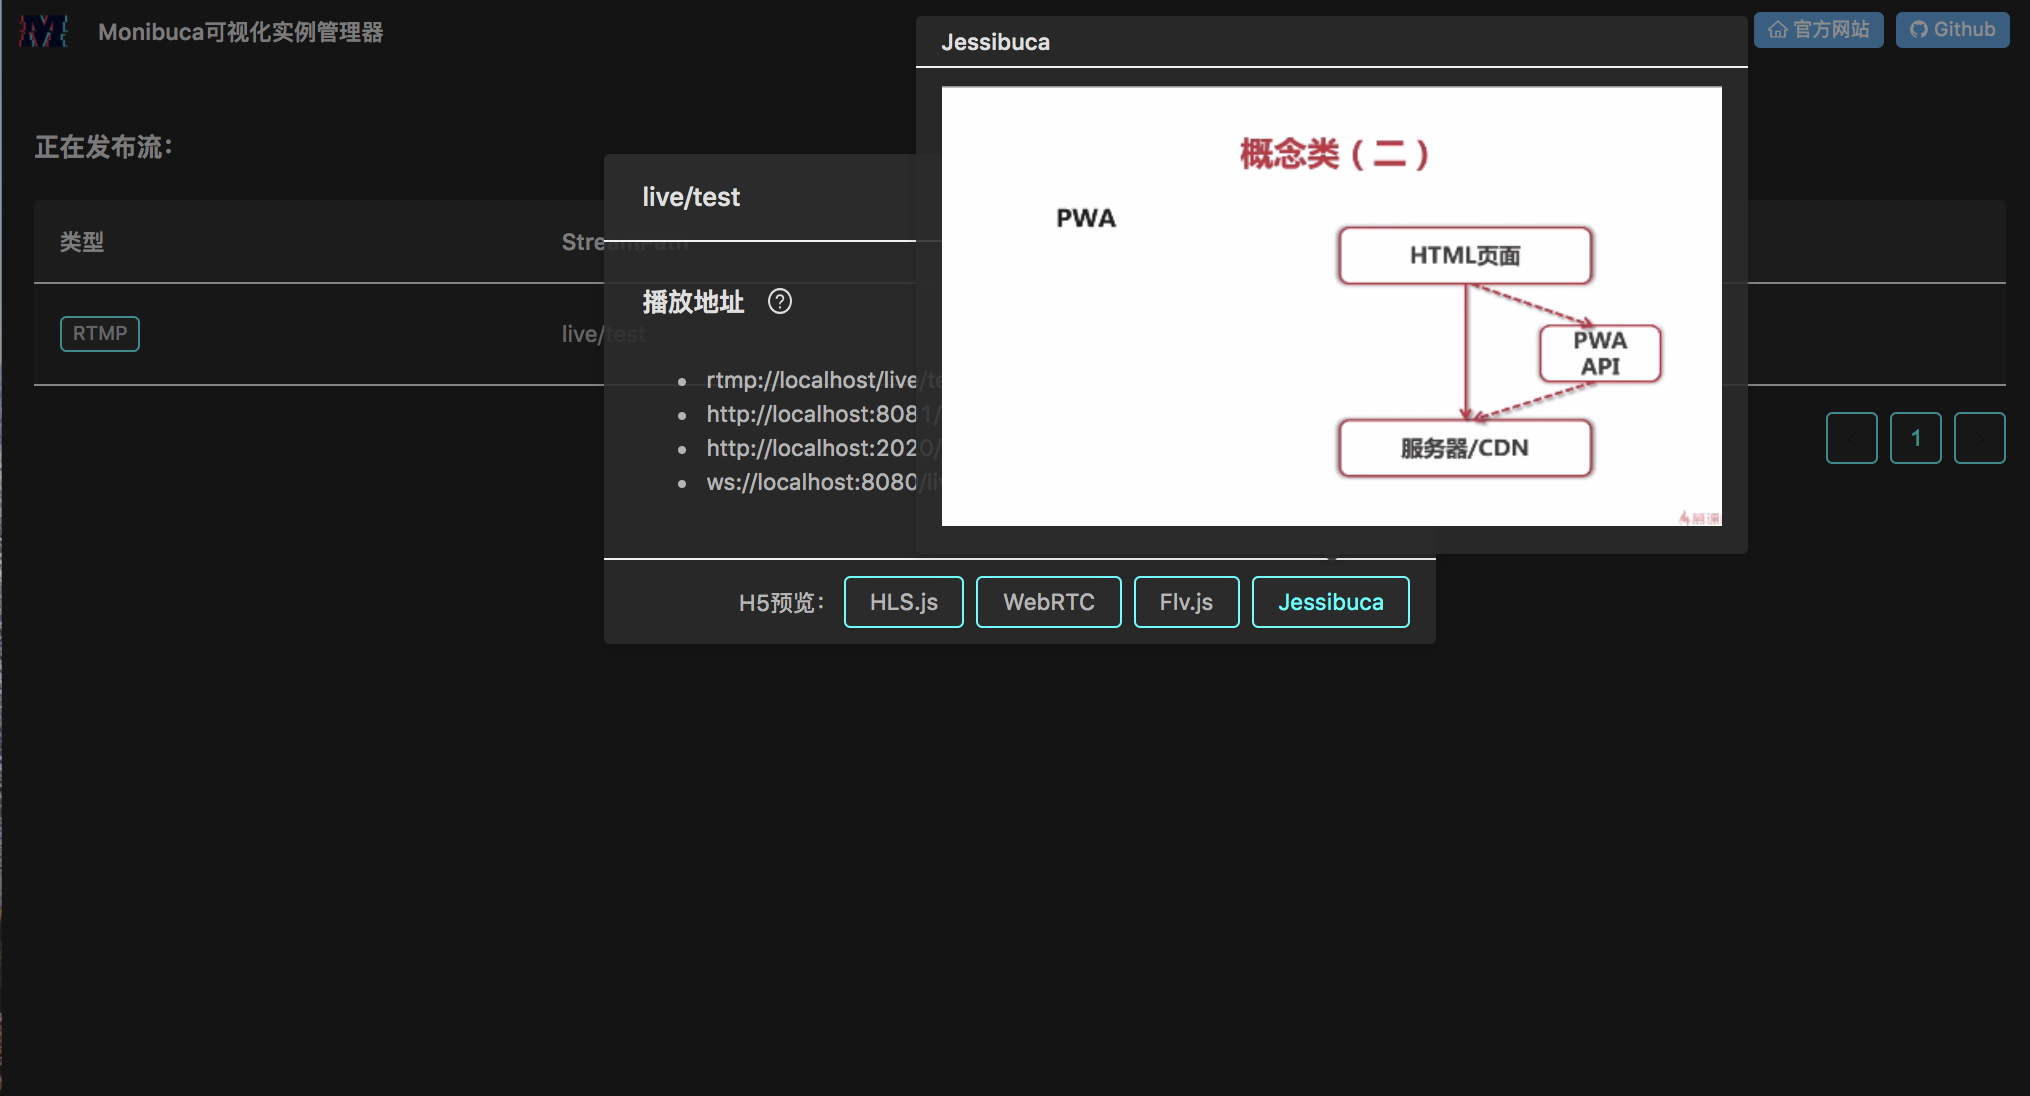 Monibuca可视化实例管理器
官方网站
Github
正在发布流：
类型
StreamPath
RTMP
live/test
1
live/test
播放地址
rtmp://localhost/live/te
http://localhost:8081/
http://localhost:2020/
ws://localhost:8080/li
H5预览：
HLS.js
WebRTC
Flv.js
Jessibuca
Jessibuca
概念类（二）
PWA
HTML页面
PWA
API
服务器/CDN
慕课